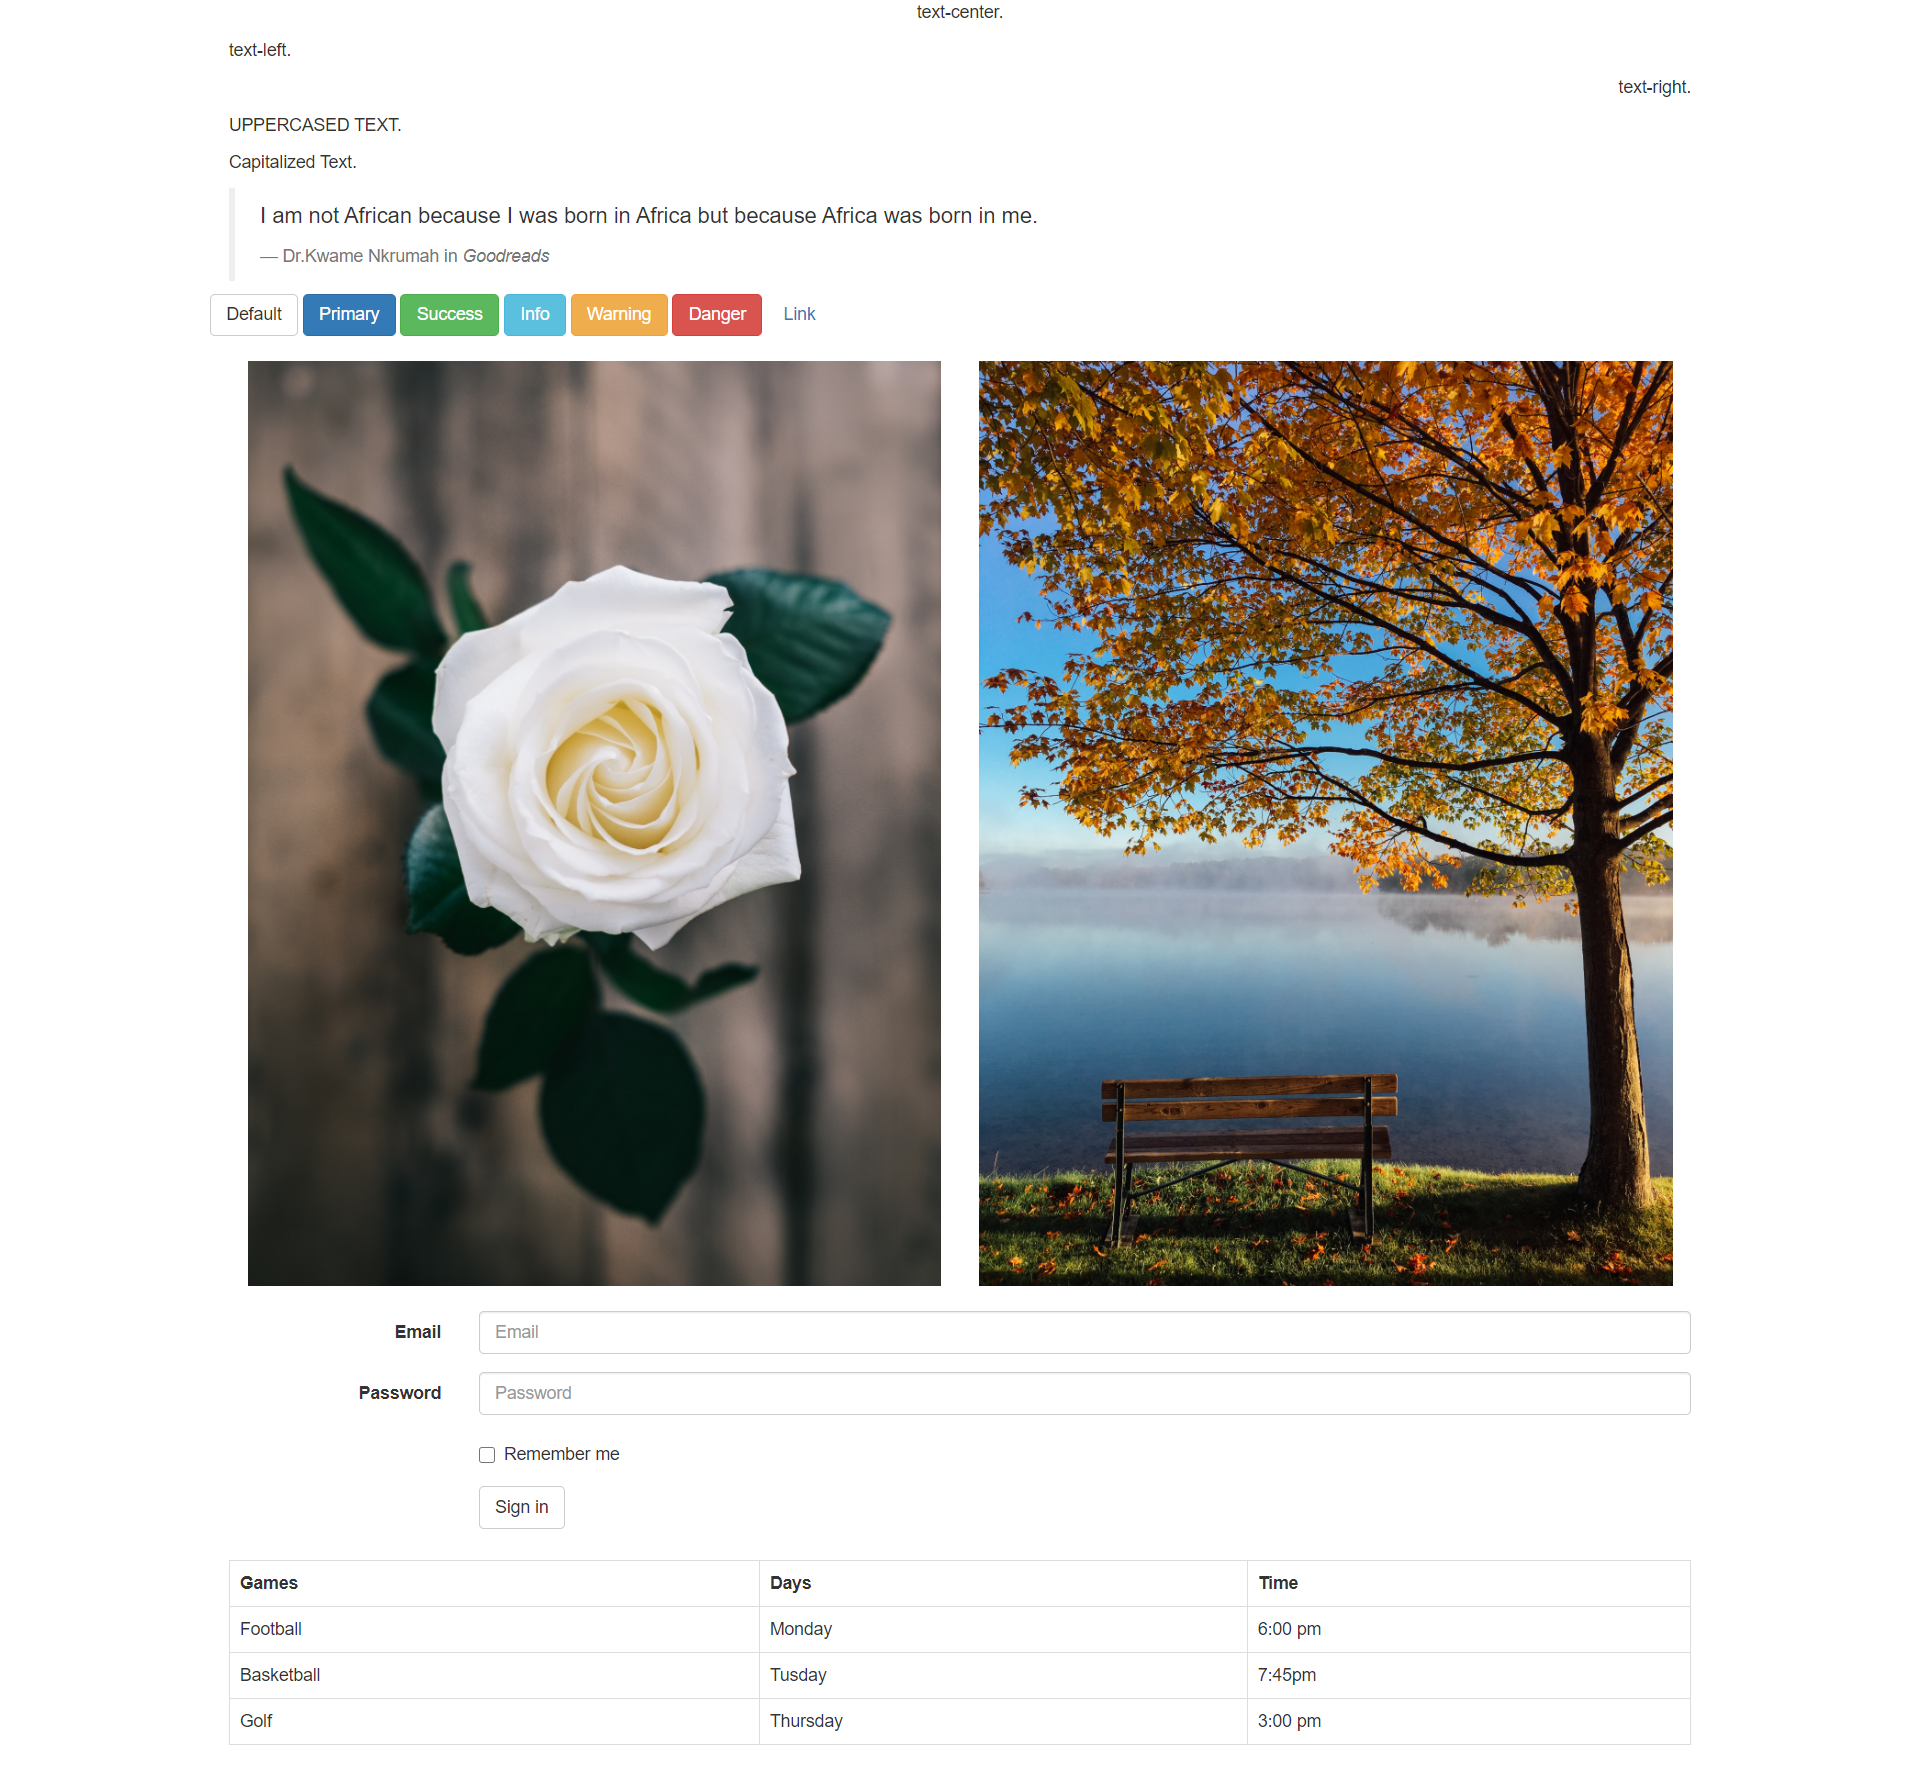 text-center.
text-left.
text-right.
UPPERCASED TEXT.
Capitalized Text.
I am not African because I was born in Africa but because Africa was born in me.
— Dr.Kwame Nkrumah in Goodreads
Default Primary Success Info Warning Danger Link
Email Email
Password Password
Remember me
Sign in
Games Days Time
Football Monday 6:00 pm
Basketball Tusday 7:45pm
Golf Thursday 3:00 pm